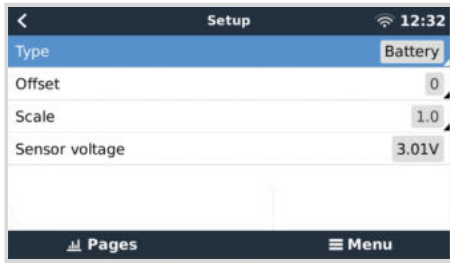 Setup 12:32
Type Battery
Offset 0
Scale 1.0
Sensor voltage 3.01V
Pages Menu